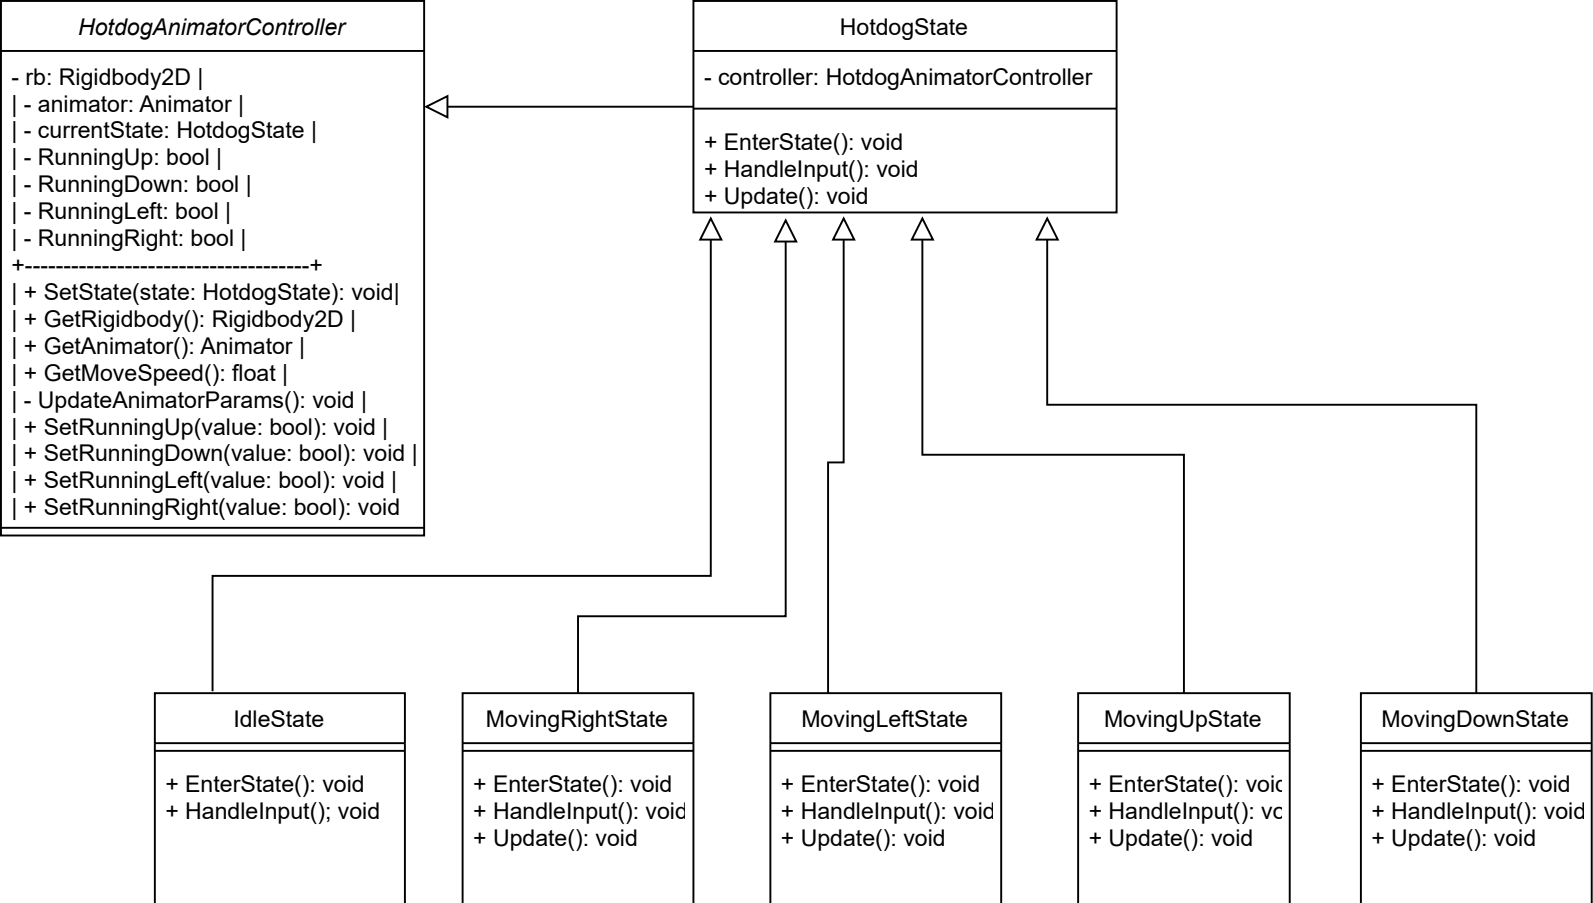 HotdogAnimatorController
- rb: Rigidbody2D |
| - animator: Animator |
| - currentState: HotdogState |
| - RunningUp: bool |
| - RunningDown: bool |
| - RunningLeft: bool |
| - RunningRight: bool |
+-------------------------------------+
| + SetState(state: HotdogState): void|
| + GetRigidbody(): Rigidbody2D |
| + GetAnimator(): Animator |
| + GetMoveSpeed(): float |
| - UpdateAnimatorParams(): void |
| + SetRunningUp(value: bool): void |
| + SetRunningDown(value: bool): void |
| + SetRunningLeft(value: bool): void |
| + SetRunningRight(value: bool): void
HotdogState
- controller: HotdogAnimatorController
+ EnterState(): void
+ HandleInput(): void
+ Update(): void
IdleState
+ EnterState(): void
+ HandleInput(); void
MovingRightState
+ EnterState(): void
+ HandleInput(): void
+ Update(): void
MovingLeftState
+ EnterState(): void
+ HandleInput(): void
+ Update(): void
MovingUpState
+ EnterState(): voic
+ HandleInput(): vc
+ Update(): void
MovingDownState
+ EnterState(): void
+ HandleInput(): void
+ Update(): void